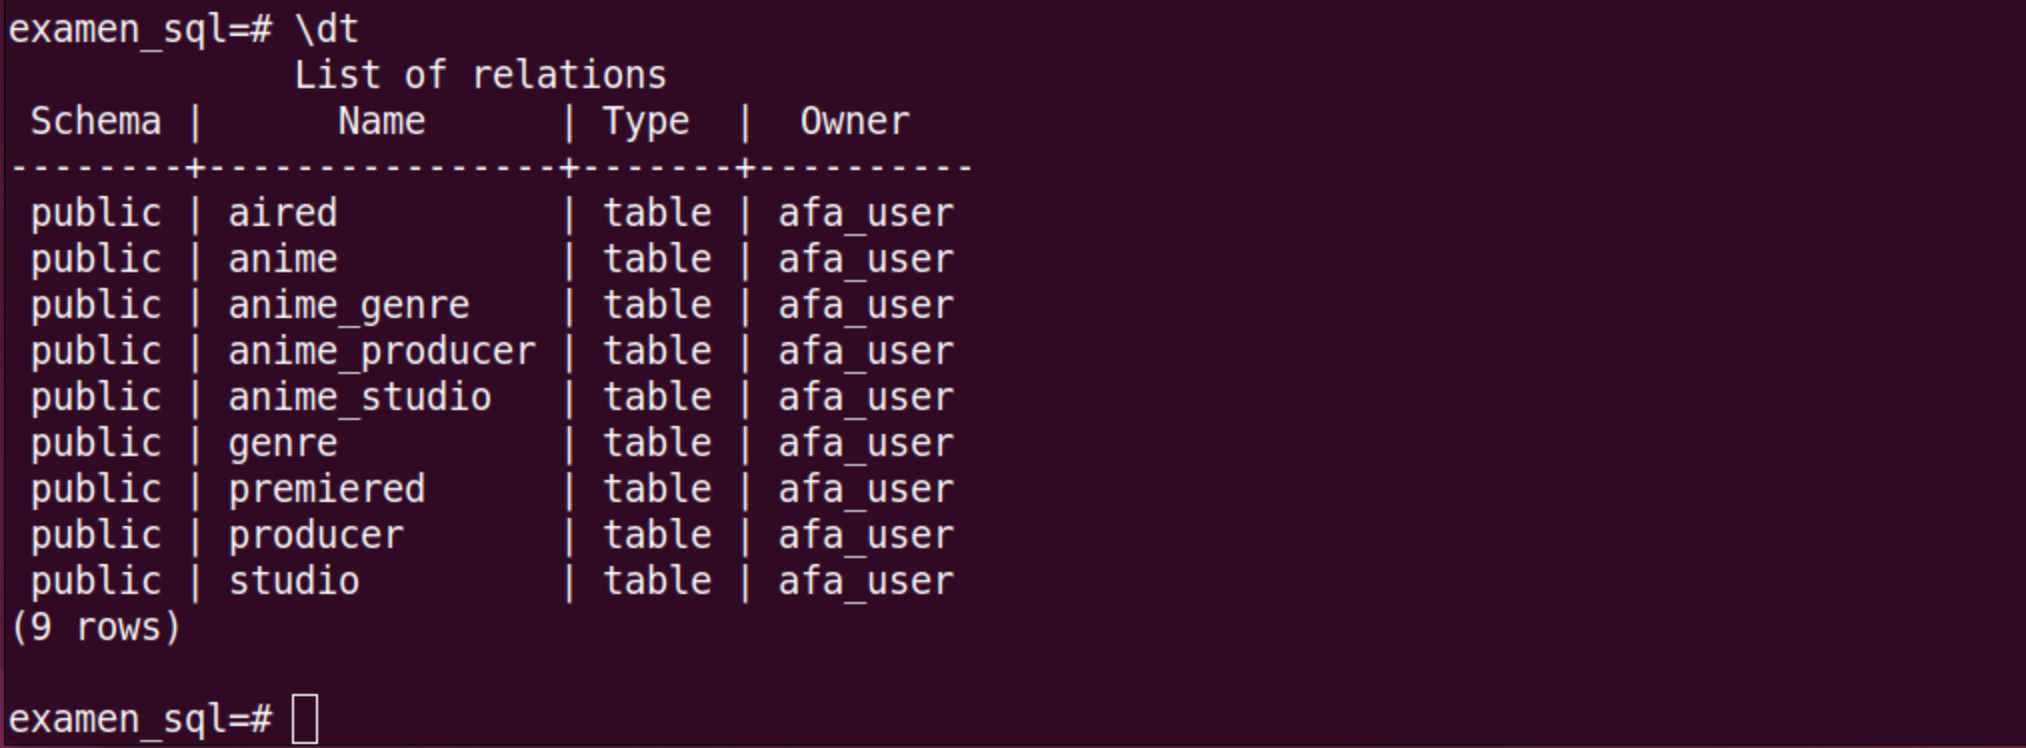 examen_sql=# \dt
             List of relations
 Schema |      Name      | Type  |  Owner
--------+----------------+-------+----------
 public | aired          | table | afa_user
 public | anime          | table | afa_user
 public | anime_genre    | table | afa_user
 public | anime_producer | table | afa_user
 public | anime_studio   | table | afa_user
 public | genre          | table | afa_user
 public | premiered      | table | afa_user
 public | producer       | table | afa_user
 public | studio         | table | afa_user
(9 rows)
examen_sql=#